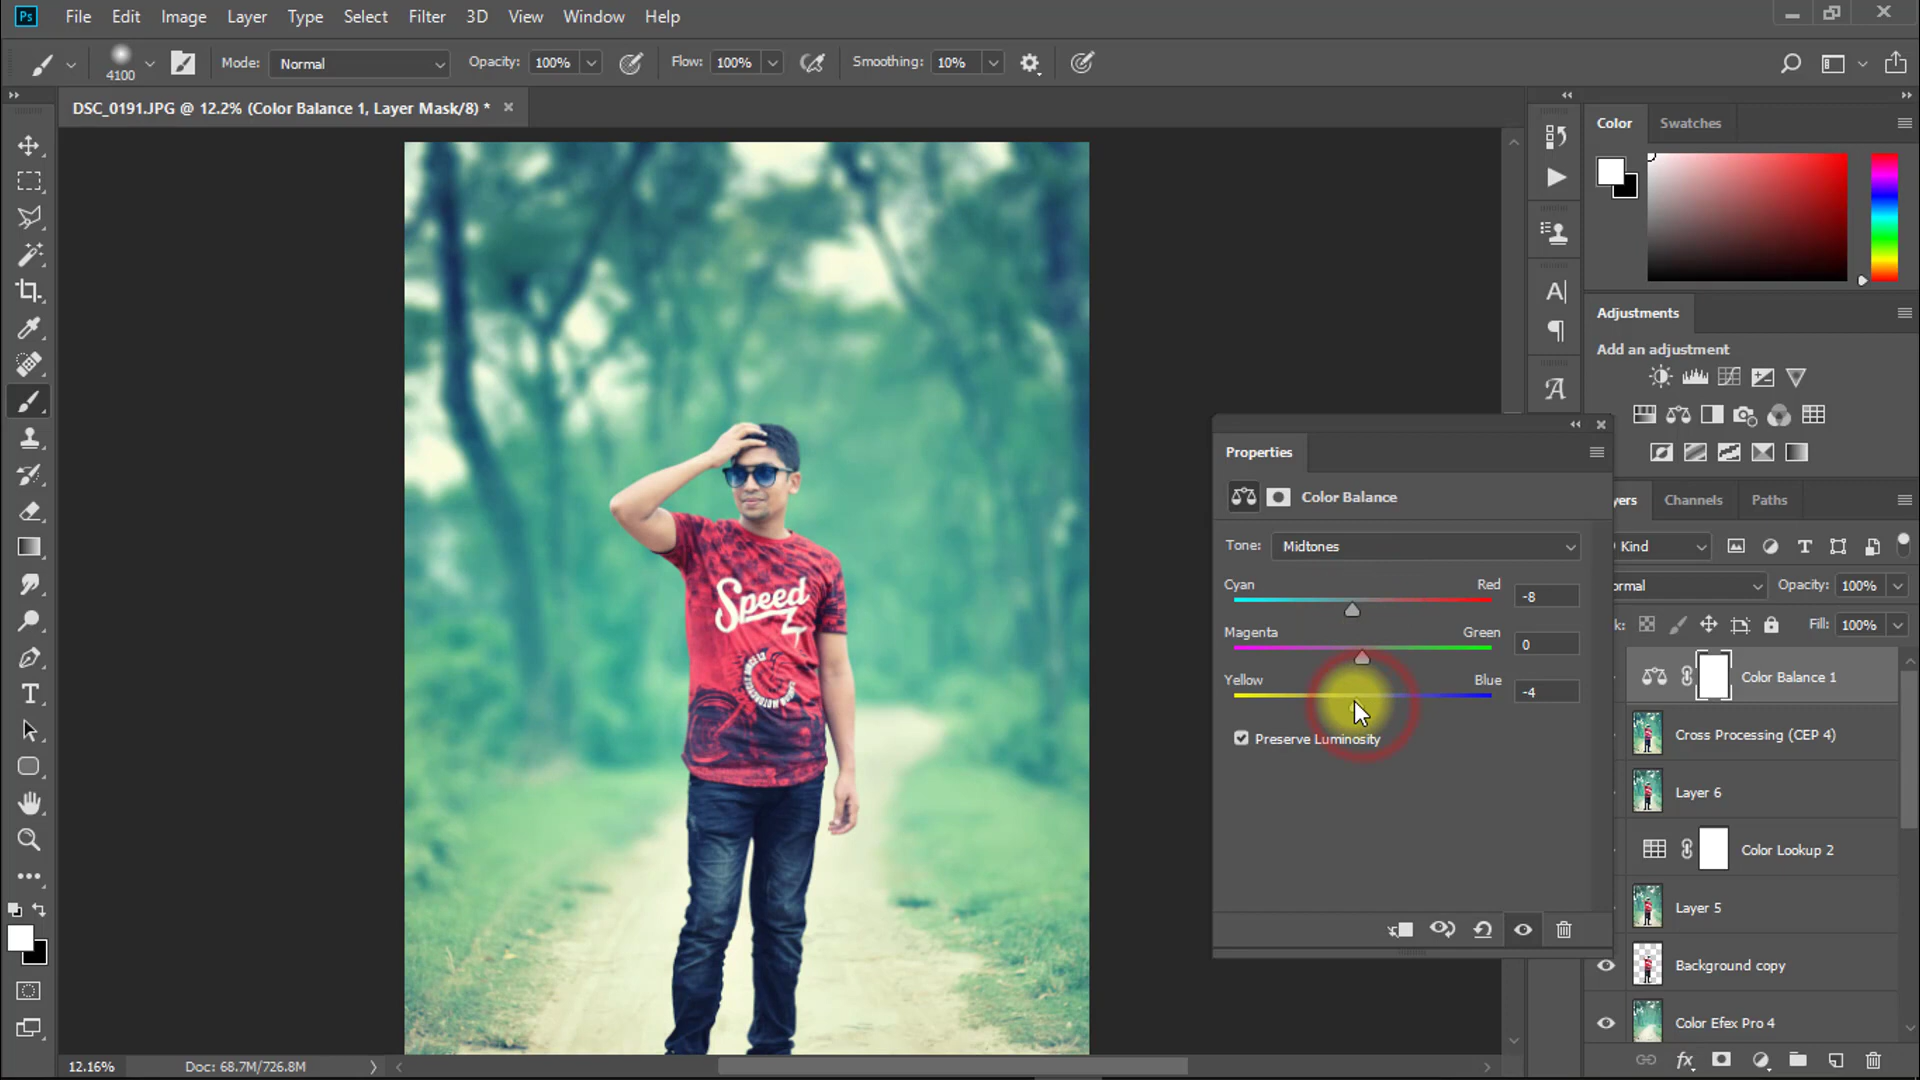 Ps File Edit Image Layer Type Select Filter 3D View Window Help
4100 Mode: Normal Opacity: 100% Flow: 100% Smoothing: 10%
DSC_0191.JPG @ 12.2% (Color Balance 1, Layer Mask/8) *
Color Swatches
Adjustments
Add an adjustment
Properties
Color Balance
Tone: Midtones
Cyan Red -8
Magenta Green 0
Yellow Blue -4
Preserve Luminosity
yers Channels Paths
Kind
ormal Opacity: 100%
k: Fill: 100%
Color Balance 1
Cross Processing (CEP 4)
Layer 6
Color Lookup 2
Layer 5
Background copy
Color Efex Pro 4
Speed
12.16% Doc: 68.7M/726.8M